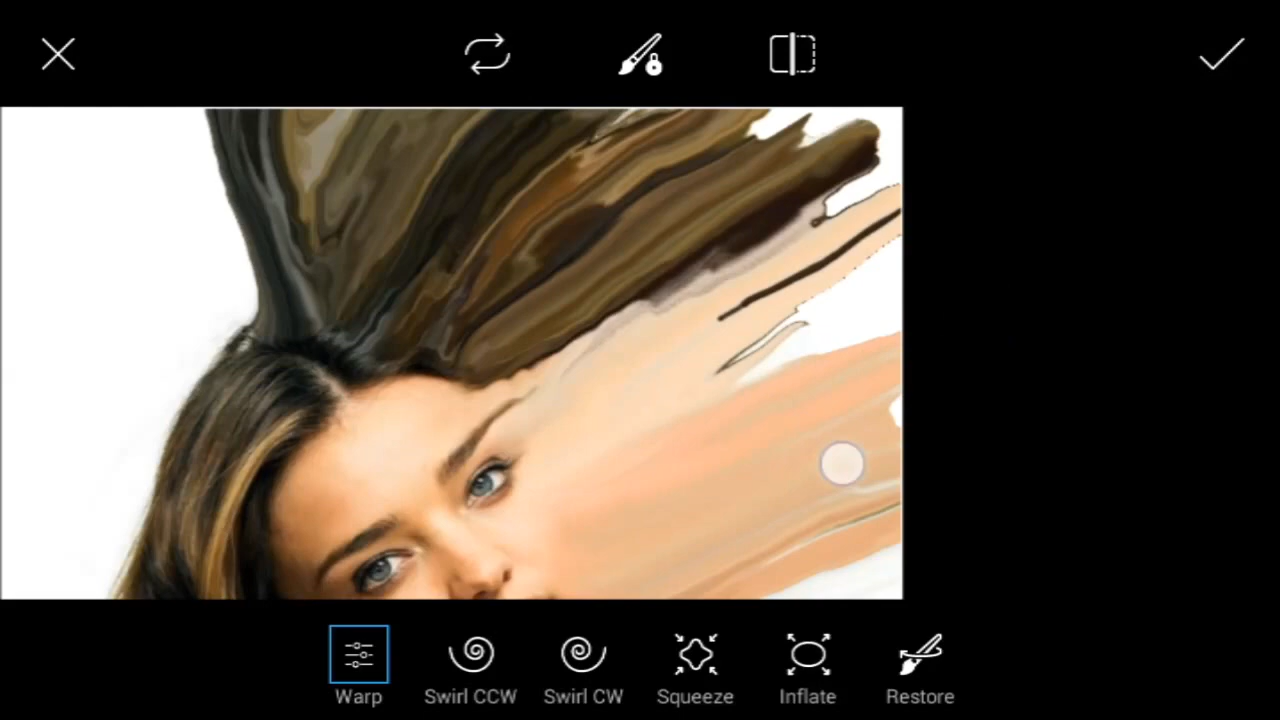 Warp
Swirl CCW
Swirl CW
Squeeze
Inflate
Restore